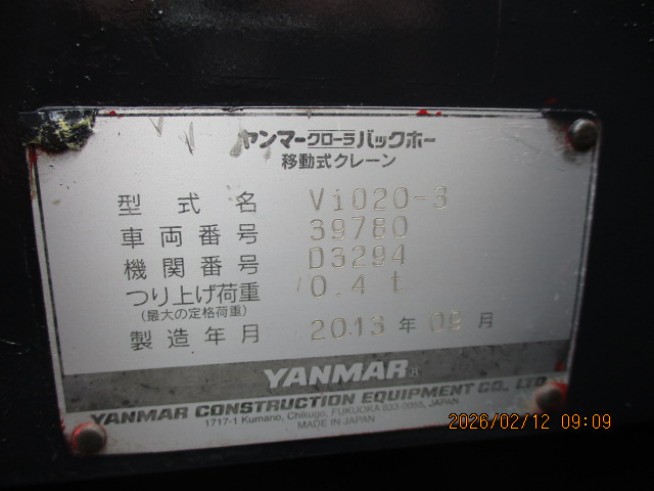 ヤンマークローラバックホー
移動式クレーン
型式名 ViO20-3
車両番号 39780
機関番号 D3294
つり上げ荷重 0.4 t
(最大の定格荷重)
製造年月 2013年09月
YANMAR®
YANMAR CONSTRUCTION EQUIPMENT CO., LTD.
1717-1 Kumano, Chikugo, FUKUOKA 833-0055, JAPAN
MADE IN JAPAN
2026/02/12 09:09